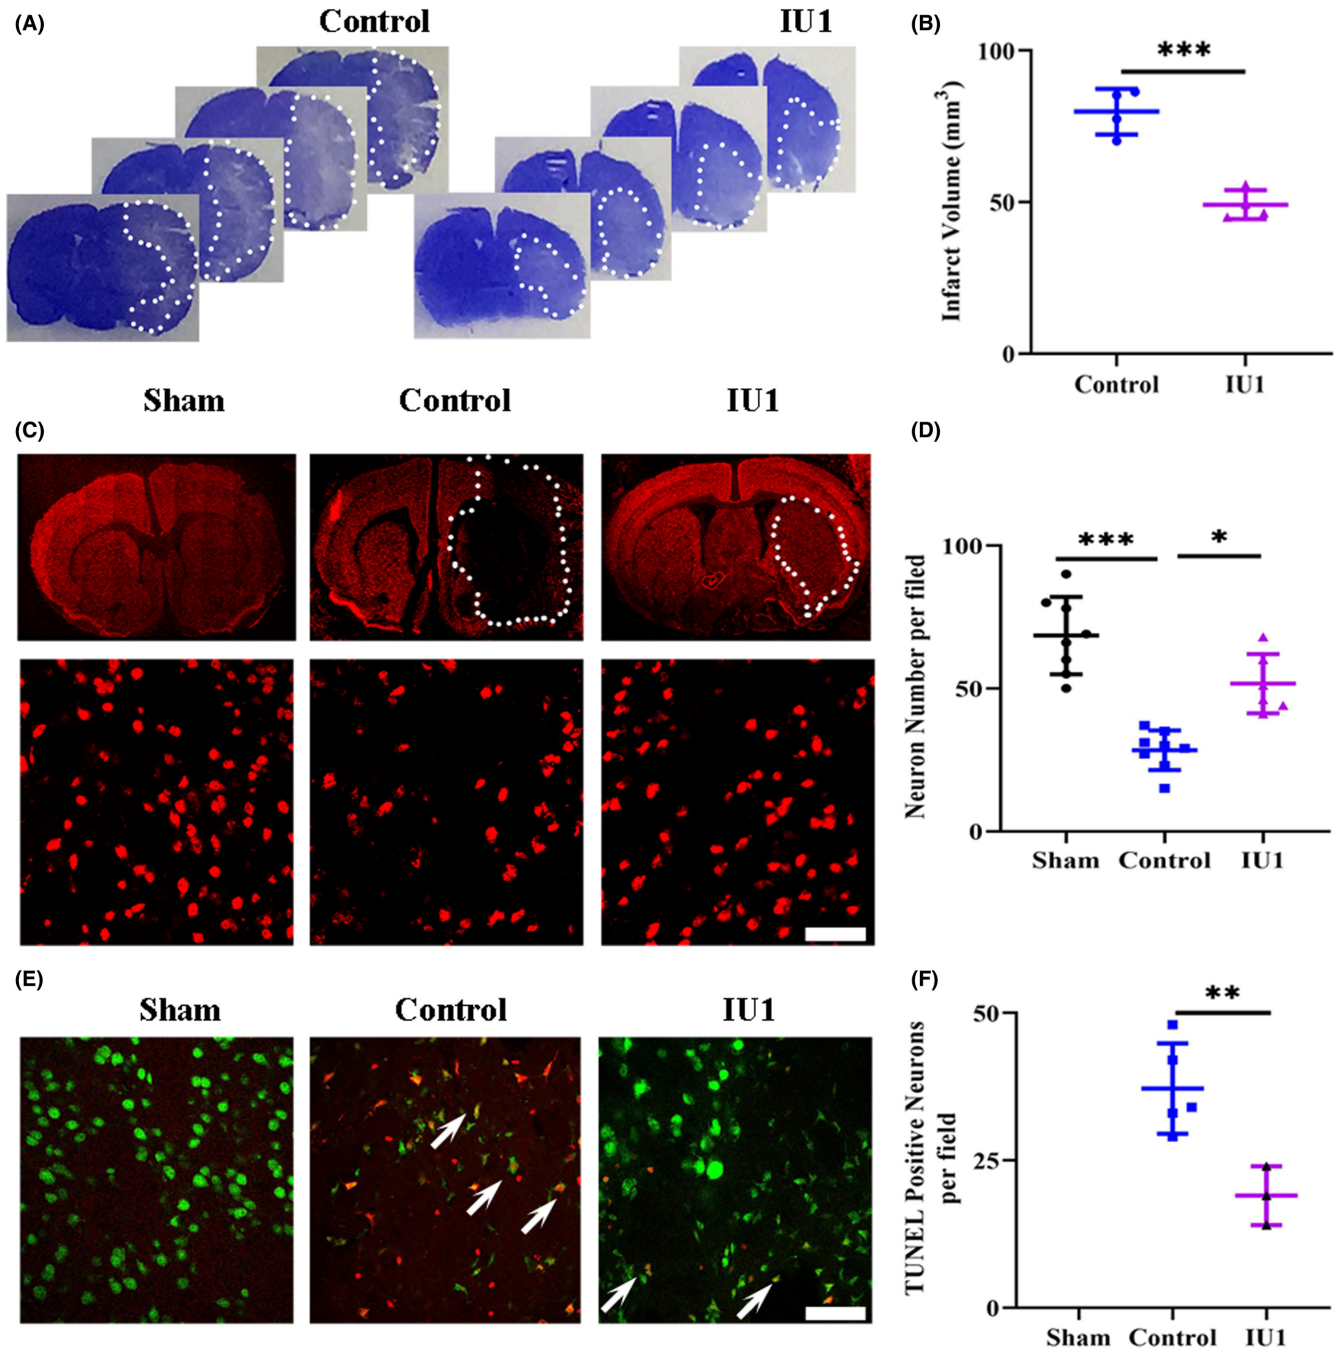 (A)
Control
IU1
(B)
100
50
0
Infarct Volume (mm³)
***
Control
IU1
Sham
Control
IU1
(C)
(D)
100
50
0
Neuron Number per filed
***
*
Sham
Control
IU1
(E)
Sham
Control
IU1
(F)
50
25
0
TUNEL Positive Neurons
per field
**
Sham
Control
IU1